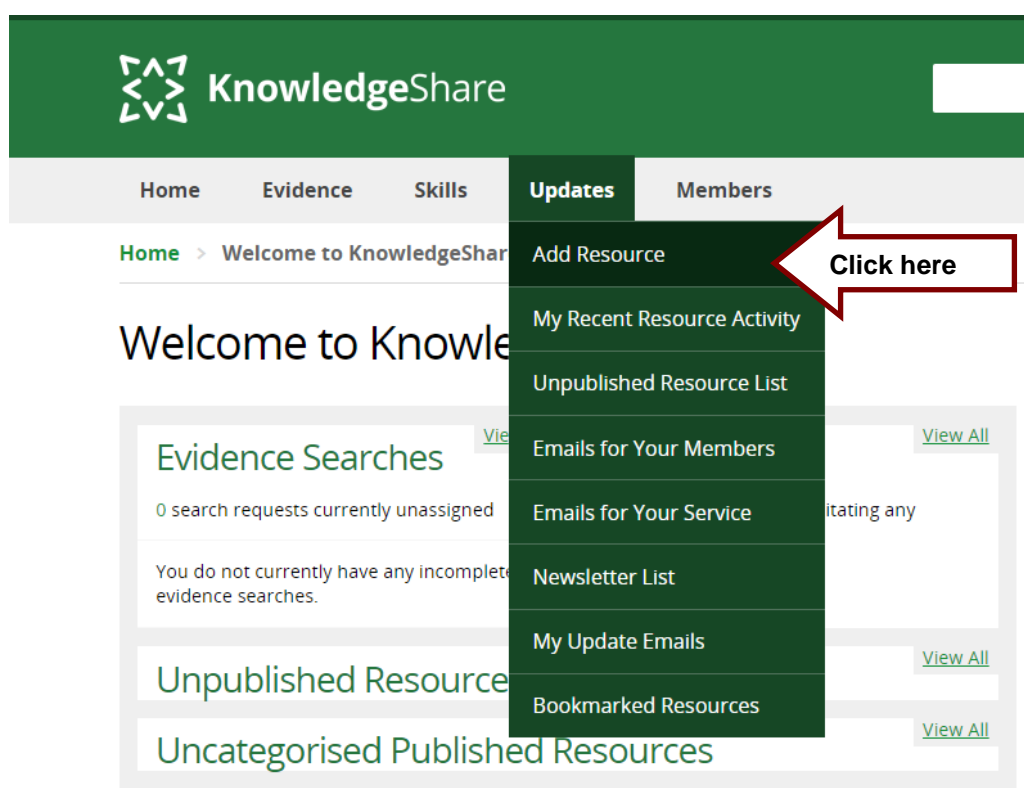 KnowledgeShare
Home Evidence Skills Updates Members
Home > Welcome to KnowledgeShar
Add Resource
Click here
My Recent Resource Activity
Unpublished Resource List
Emails for Your Members
Emails for Your Service
Newsletter List
My Update Emails
Bookmarked Resources
Welcome to Knowle
Evidence Searches
Vie
View All
0 search requests currently unassigned
itating any
You do not currently have any incomplete
evidence searches.
Unpublished Resource
View All
Uncategorised Published Resources
View All